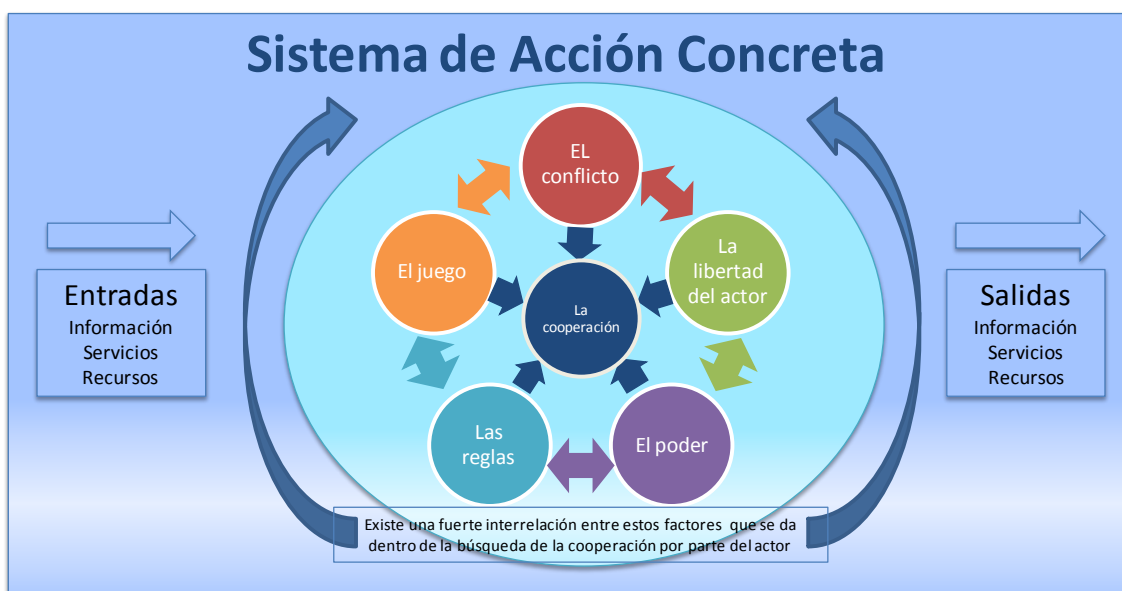 Sistema de Acción Concreta
EL
conflicto
El juego
La
libertad
del actor
La
cooperación
Entradas
Información
Servicios
Recursos
Salidas
Información
Servicios
Recursos
Las
reglas
El poder
Existe una fuerte interrelación entre estos factores que se da
dentro de la búsqueda de la cooperación por parte del actor